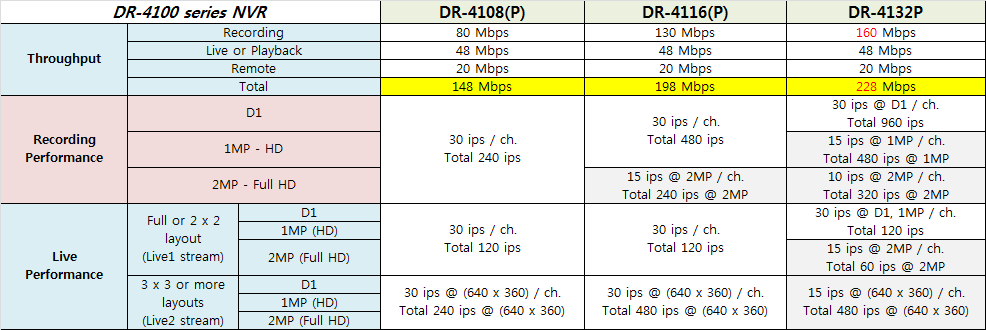 DR-4100 series NVR DR-4108(P) DR-4116(P) DR-4132P
Throughput
Recording 80 Mbps 130 Mbps 160 Mbps
Live or Playback 48 Mbps 48 Mbps 48 Mbps
Remote 20 Mbps 20 Mbps 20 Mbps
Total 148 Mbps 198 Mbps 228 Mbps
Recording
Performance
D1
1MP - HD
2MP - Full HD
30 ips / ch.
Total 240 ips
30 ips / ch.
Total 480 ips
15 ips @ 2MP / ch.
Total 240 ips @ 2MP
30 ips @ D1 / ch.
Total 960 ips
15 ips @ 1MP / ch.
Total 480 ips @ 1MP
10 ips @ 2MP / ch.
Total 320 ips @ 2MP
Live
Performance
Full or 2 x 2
layout
(Live1 stream)
D1
1MP (HD)
2MP (Full HD)
30 ips / ch.
Total 120 ips
30 ips / ch.
Total 120 ips
30 ips @ D1, 1MP / ch.
Total 120 ips
15 ips @ 2MP / ch.
Total 60 ips @ 2MP
3 x 3 or more
layouts
(Live2 stream)
D1
1MP (HD)
2MP (Full HD)
30 ips @ (640 x 360) / ch.
Total 240 ips @ (640 x 360)
30 ips @ (640 x 360) / ch.
Total 480 ips @ (640 x 360)
15 ips @ (640 x 360) / ch.
Total 480 ips @ (640 x 360)